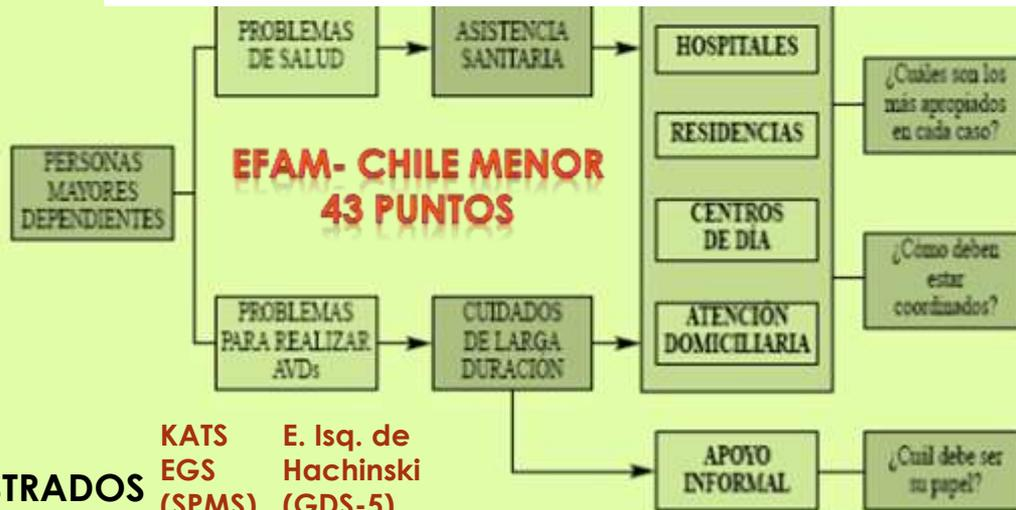 PROBLEMAS
DE SALUD
ASISTENCIA
SANITARIA
HOSPITALES
¿Cuáles son los
más apropiados
en cada caso?
RESIDENCIAS
PERSONAS
MAYORES
DEPENDIENTES
EFAM- CHILE MENOR
43 PUNTOS
CENTROS
DE DÍA
¿Cómo deben
estar
coordinados?
PROBLEMAS
PARA REALIZAR
AVDs
CUIDADOS
DE LARGA
DURACIÓN
ATENCIÓN
DOMICILIARIA
APOYO
INFORMAL
¿Cuál debe ser
su papel?
KATS E. Isq. de
EGS Hachinski
TRADOS (SPMS) (GDS-5)